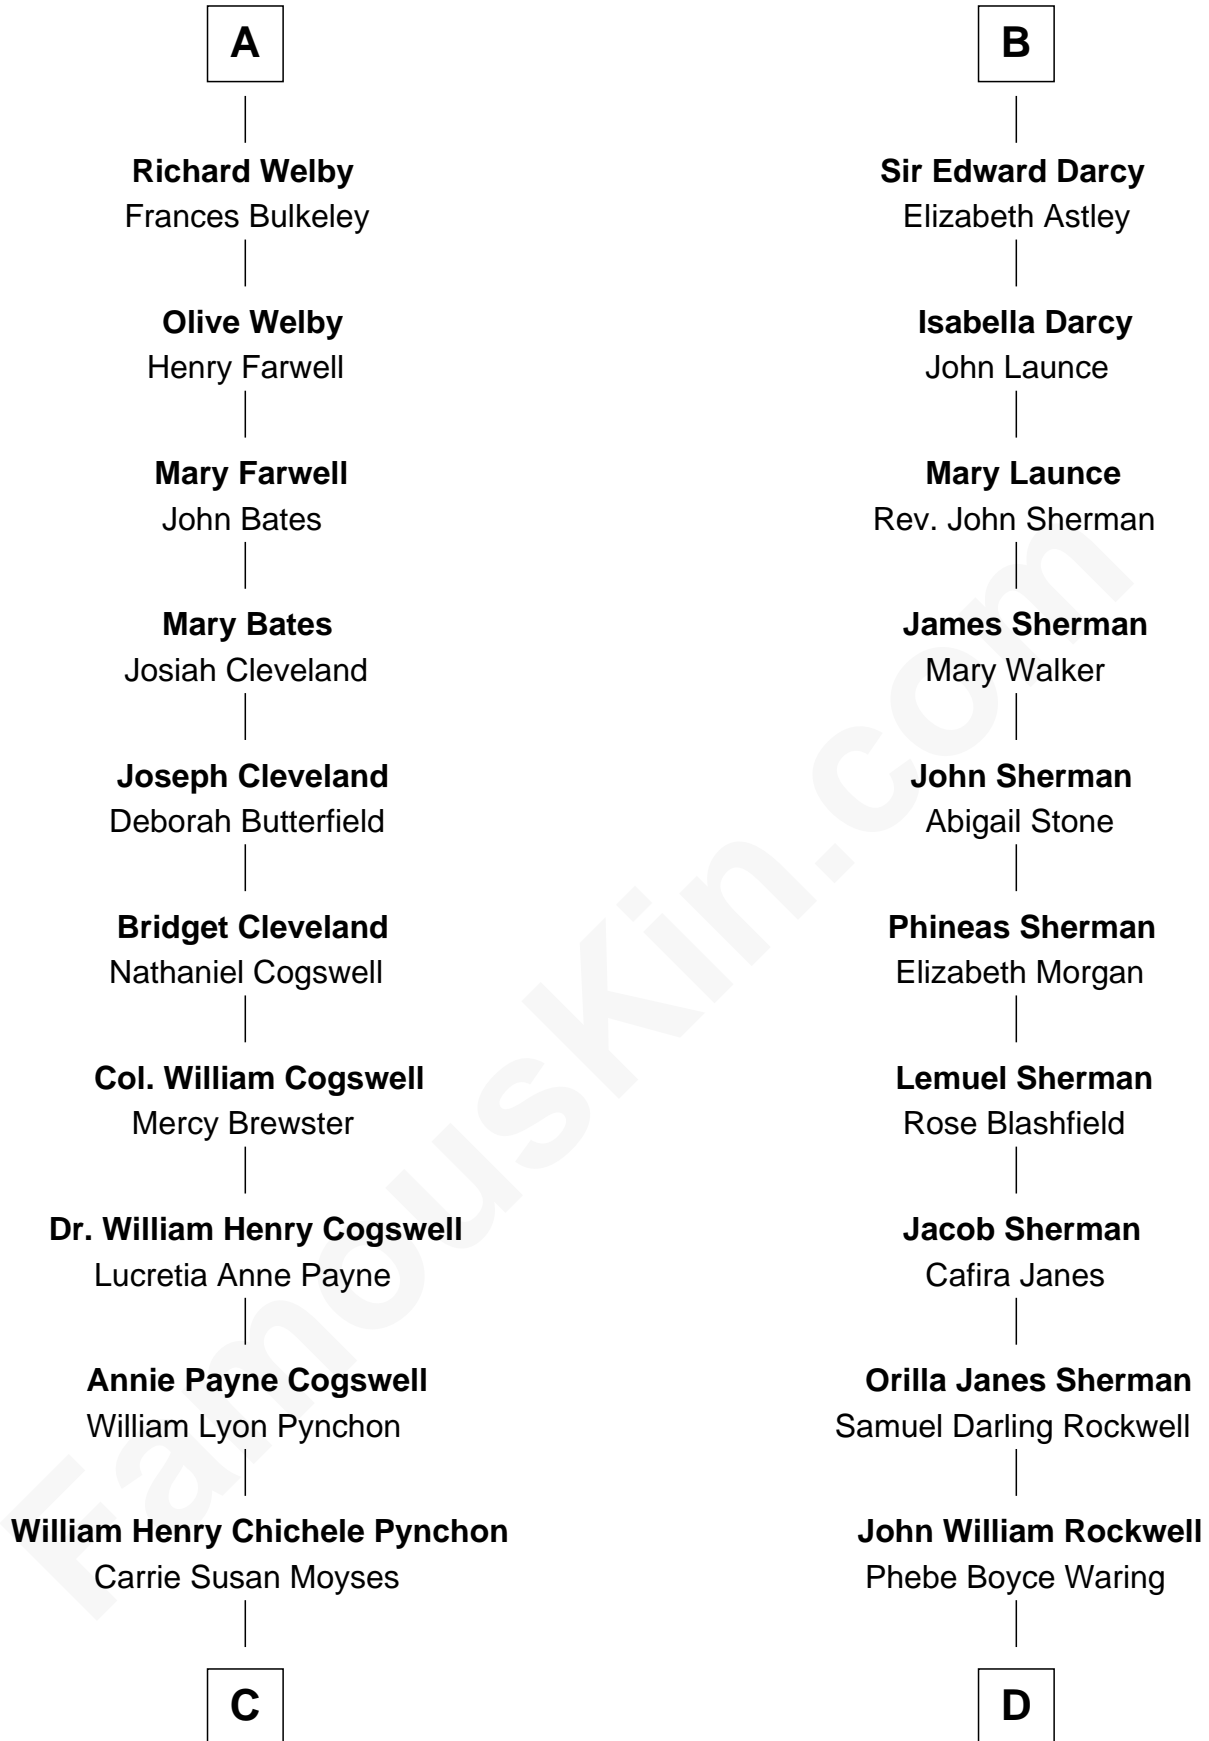 A
Richard Welby
Frances Bulkeley
Olive Welby
Henry Farwell
Mary Farwell
John Bates
Mary Bates
Josiah Cleveland
Joseph Cleveland
Deborah Butterfield
Bridget Cleveland
Nathaniel Cogswell
Col. William Cogswell
Mercy Brewster
Dr. William Henry Cogswell
Lucretia Anne Payne
Annie Payne Cogswell
William Lyon Pynchon
William Henry Chichele Pynchon
Carrie Susan Moyses
C
B
Sir Edward Darcy
Elizabeth Astley
Isabella Darcy
John Launce
Mary Launce
Rev. John Sherman
James Sherman
Mary Walker
John Sherman
Abigail Stone
Phineas Sherman
Elizabeth Morgan
Lemuel Sherman
Rose Blashfield
Jacob Sherman
Cafira Janes
Orilla Janes Sherman
Samuel Darling Rockwell
John William Rockwell
Phebe Boyce Waring
D
FamousKin.com